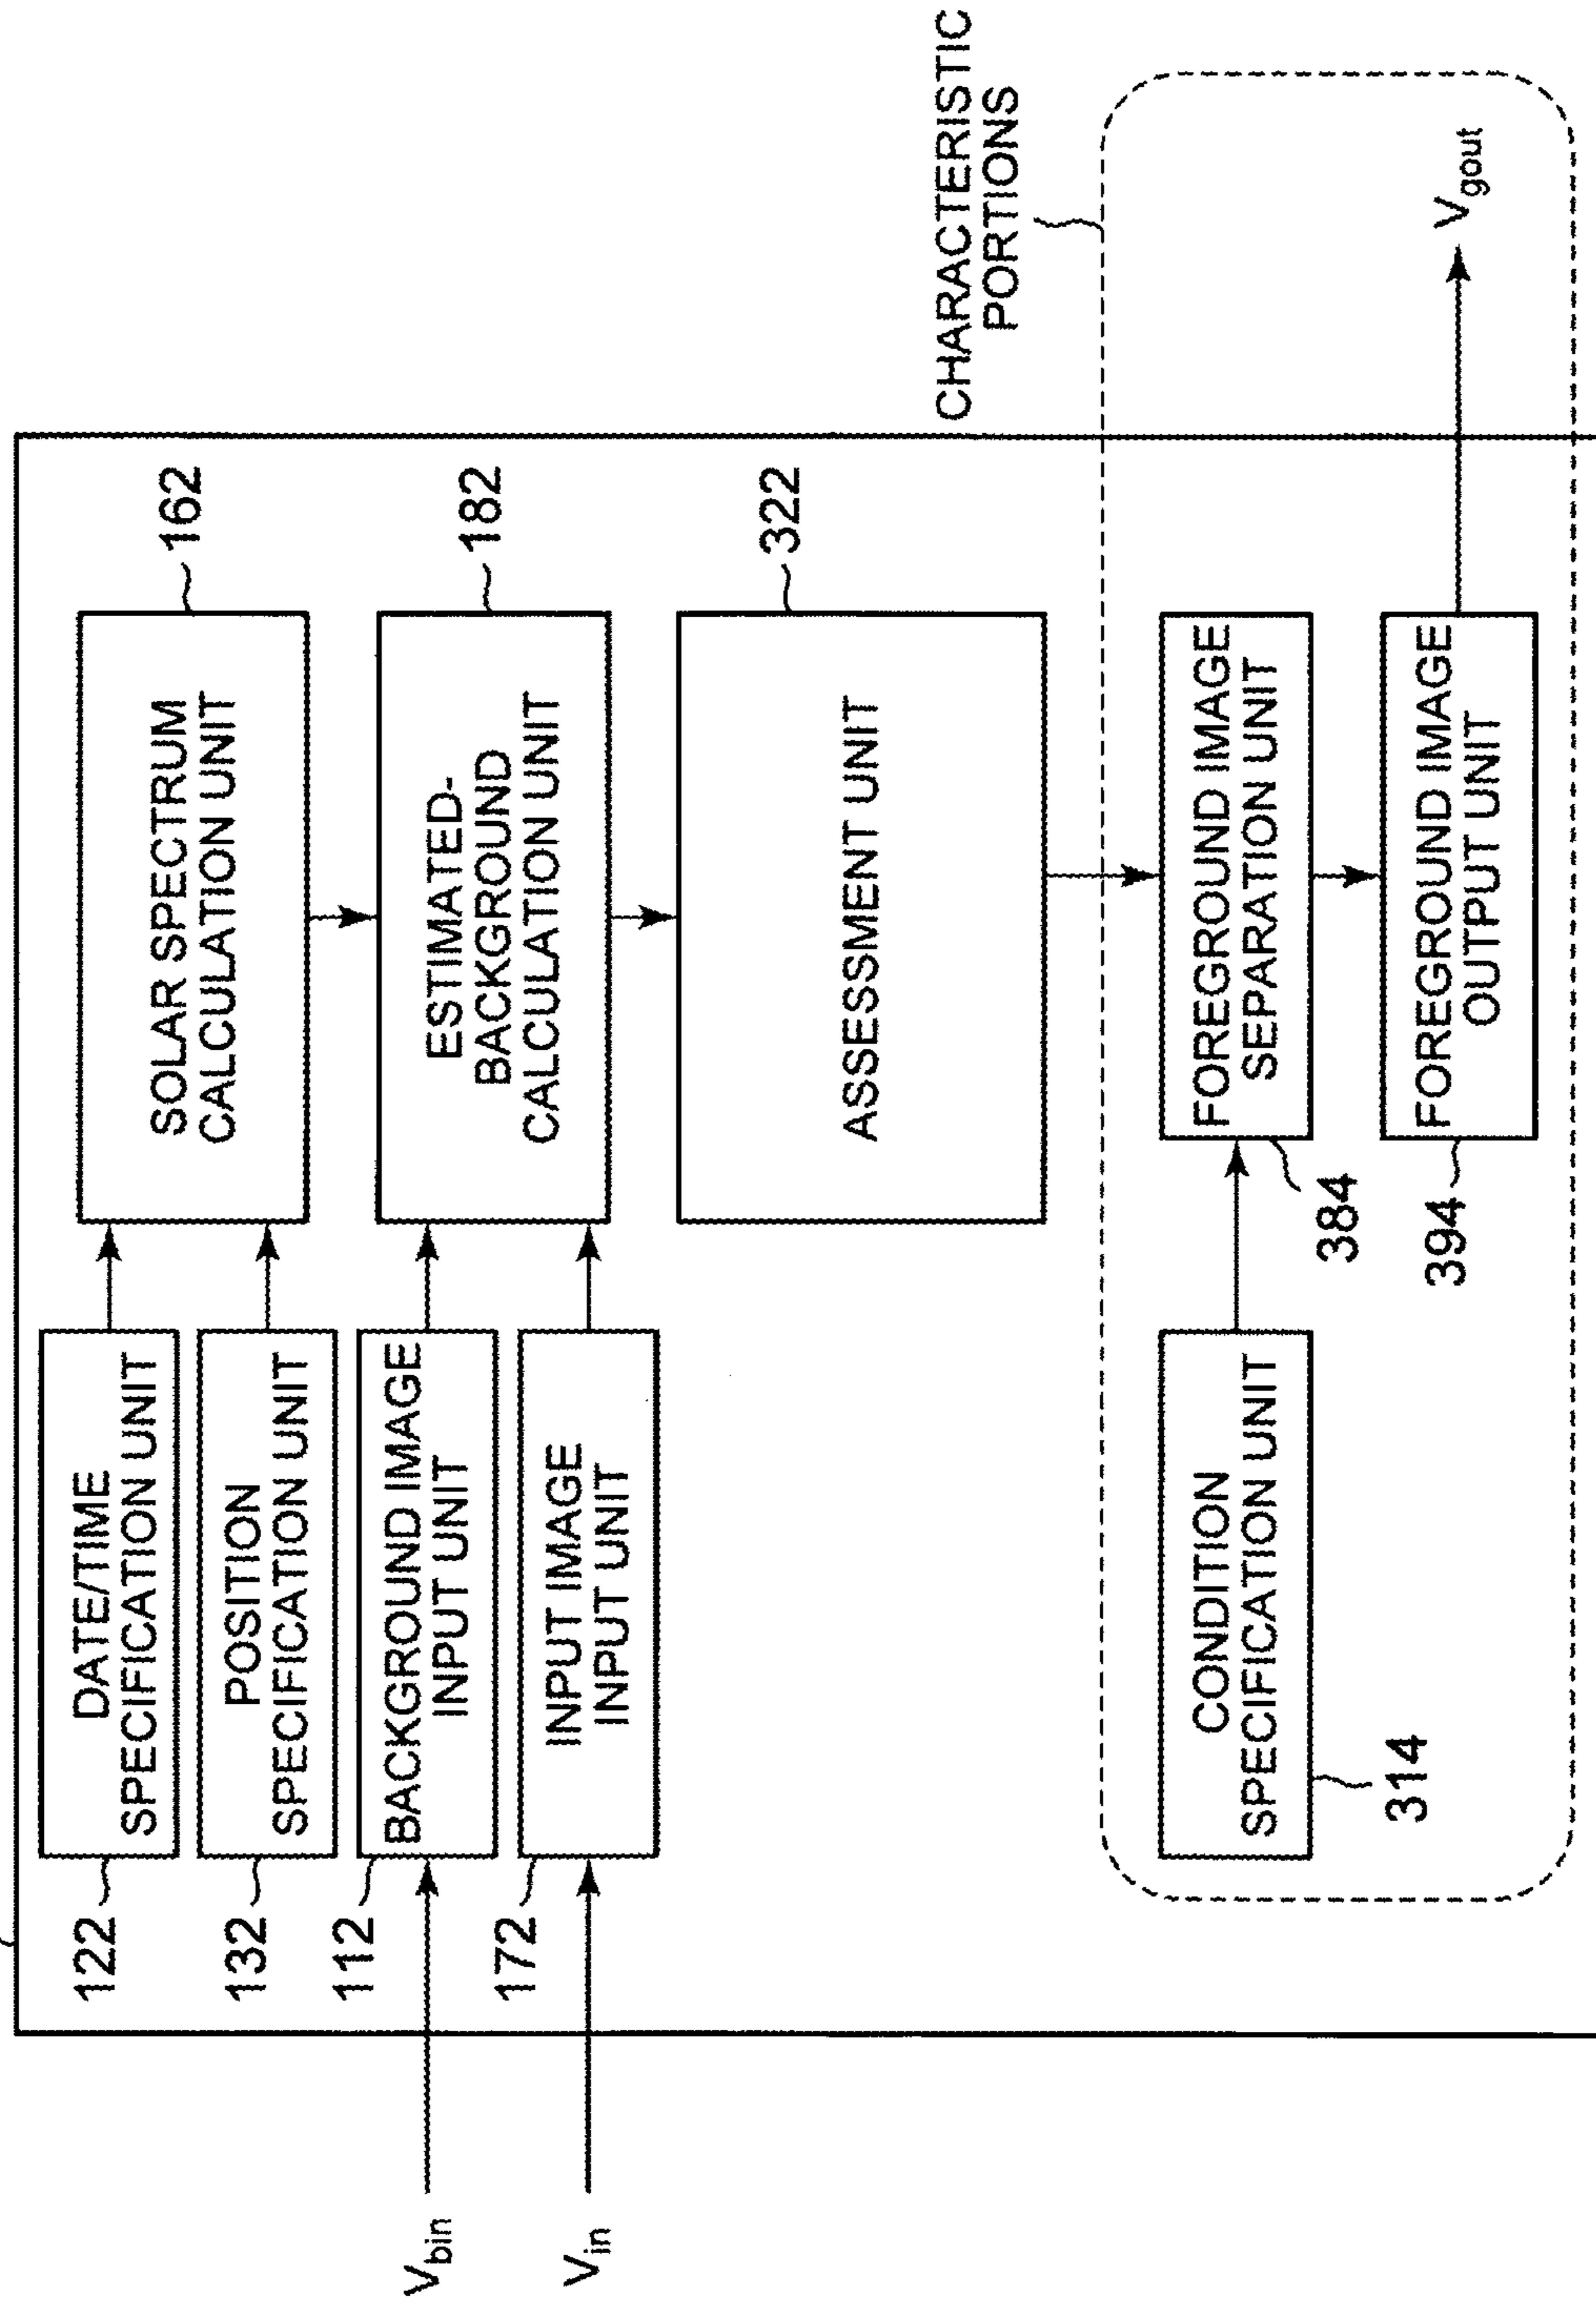 122
DATE/TIME
SPECIFICATION UNIT
132
POSITION
SPECIFICATION UNIT
SOLAR SPECTRUM
CALCULATION UNIT
162
V_bin
112
BACKGROUND IMAGE
INPUT UNIT
V_in
172
INPUT IMAGE
INPUT UNIT
ESTIMATED-
BACKGROUND
CALCULATION UNIT
182
ASSESSMENT UNIT
322
CHARACTERISTIC
PORTIONS
CONDITION
SPECIFICATION UNIT
314
FOREGROUND IMAGE
SEPARATION UNIT
384
FOREGROUND IMAGE
OUTPUT UNIT
394
V_gout